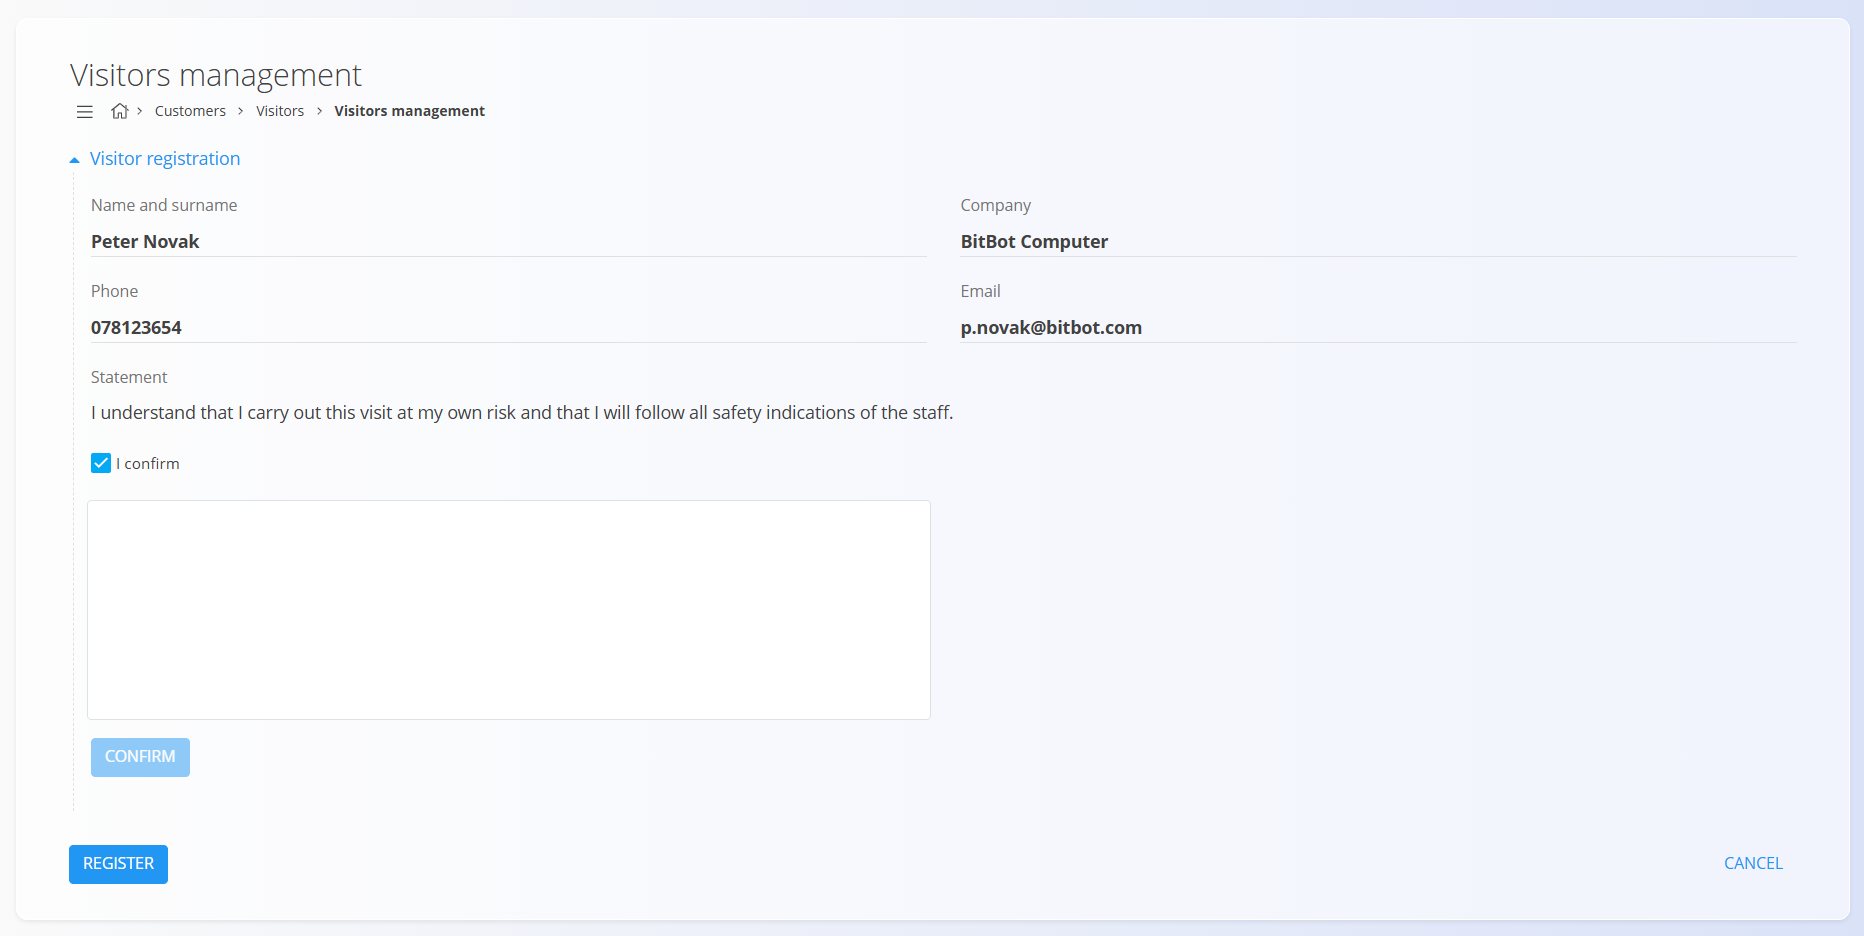 Visitors management
Customers > Visitors > Visitors management
Visitor registration
Name and surname
Company
Peter Novak
BitBot Computer
Phone
Email
078123654
p.novak@bitbot.com
Statement
I understand that I carry out this visit at my own risk and that I will follow all safety indications of the staff.
I confirm
CONFIRM
REGISTER
CANCEL